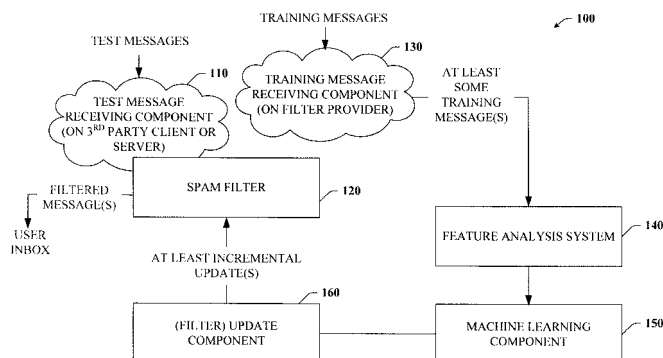 TRAINING MESSAGES
100
TEST MESSAGES
130
110
TRAINING MESSAGE
RECEIVING COMPONENT
(ON FILTER PROVIDER)
AT LEAST
SOME
TRAINING
MESSAGE(S)
TEST MESSAGE
RECEIVING COMPONENT
(ON 3RD PARTY CLIENT OR
SERVER)
FILTERED
MESSAGE(S)
SPAM FILTER
120
USER
INBOX
140
FEATURE ANALYSIS SYSTEM
AT LEAST INCREMENTAL
UPDATE(S)
160
(FILTER) UPDATE
COMPONENT
MACHINE LEARNING
COMPONENT
150